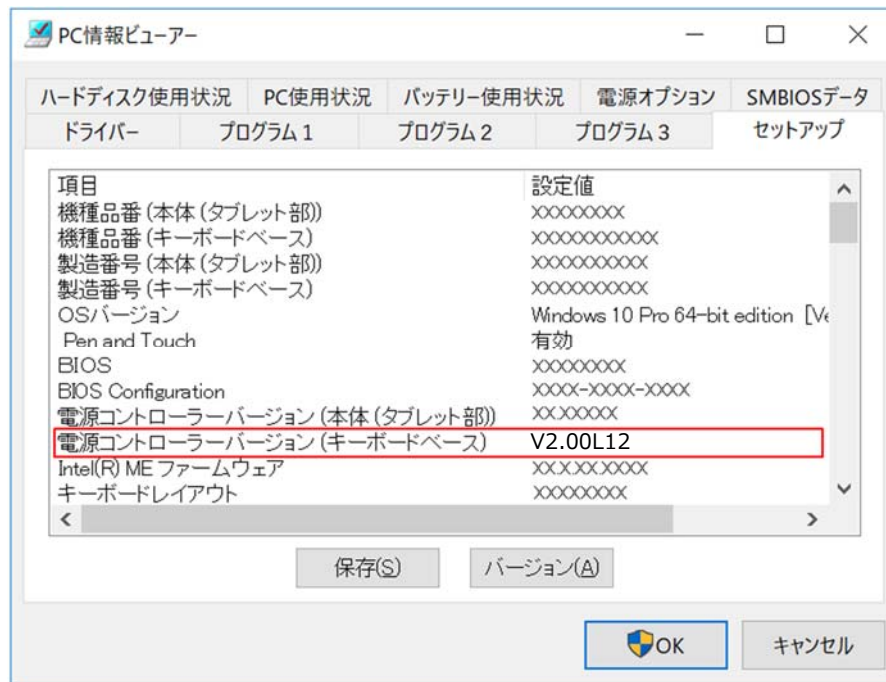 PC情報ビューアー
ハードディスク使用状況 PC使用状況 バッテリー使用状況 電源オプション SMBIOSデータ
ドライバー プログラム1 プログラム2 プログラム3 セットアップ
項目 設定値
機種品番(本体(タブレット部)) XXXXXXXX
機種品番(キーボードベース) XXXXXXXXXXX
製造番号(本体(タブレット部)) XXXXXXXXXX
製造番号(キーボードベース) XXXXXXXXXX
OSバージョン Windows 10 Pro 64-bit edition [Ve
Pen and Touch 有効
BIOS XXXXXXXX
BIOS Configuration XXXX-XXXX-XXXX
電源コントローラーバージョン(本体(タブレット部)) XX.XXXXX
電源コントローラーバージョン(キーボードベース) V2.00L12
Intel(R) ME ファームウェア XX.X.XX.XXXX
キーボードレイアウト XXXXXXXX
保存(S) バージョン(A)
OK キャンセル